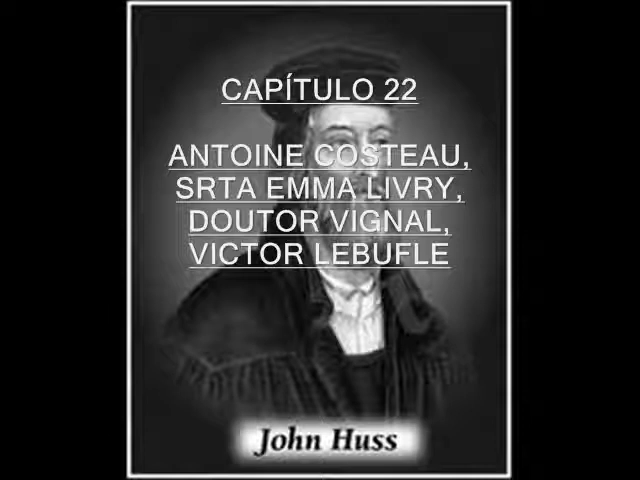 CAPÍTULO 22
ANTOINE COSTEAU,
SRTA EMMA LIVRY,
DOUTOR VIGNAL,
VICTOR LEBUFLE
John Huss